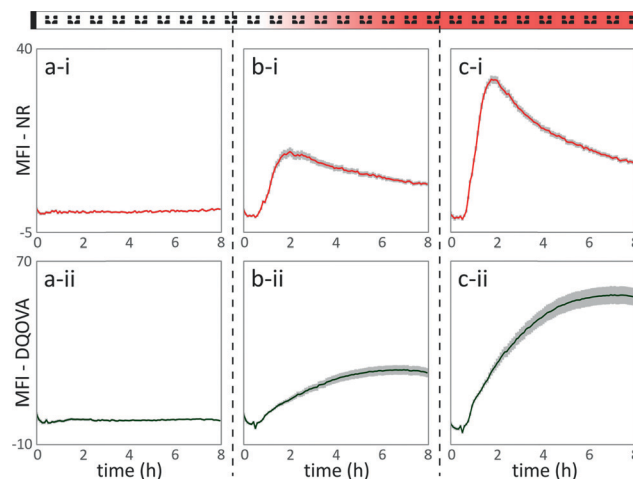 40
MFI - NR
-5
a-i
b-i
c-i
0 2 4 6 8
0 2 4 6 8
0 2 4 6 8
70
MFI - DQOVA
-10
a-ii
b-ii
c-ii
0 2 4 6 8
0 2 4 6 8
0 2 4 6 8
time (h)
time (h)
time (h)